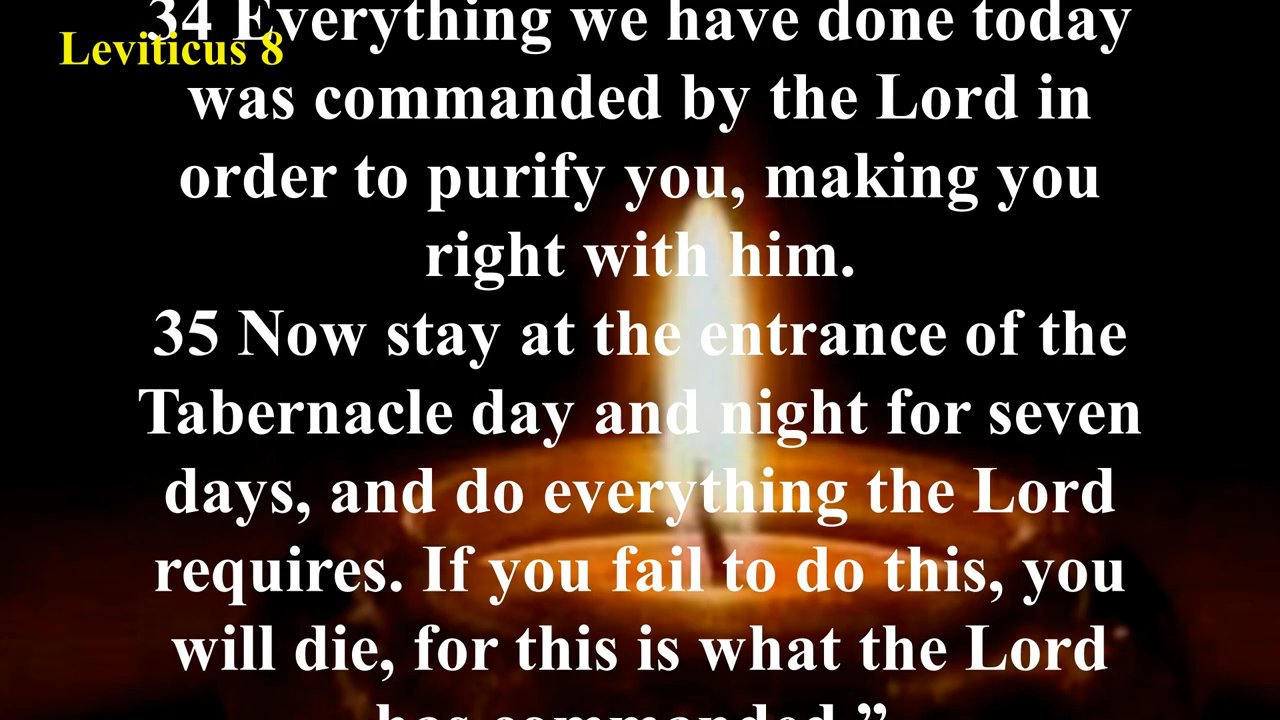 34 Everything we have done today
Leviticus 8
was commanded by the Lord in
order to purify you, making you
right with him.
35 Now stay at the entrance of the
Tabernacle day and night for seven
days, and do everything the Lord
requires. If you fail to do this, you
will die, for this is what the Lord
has commanded.”